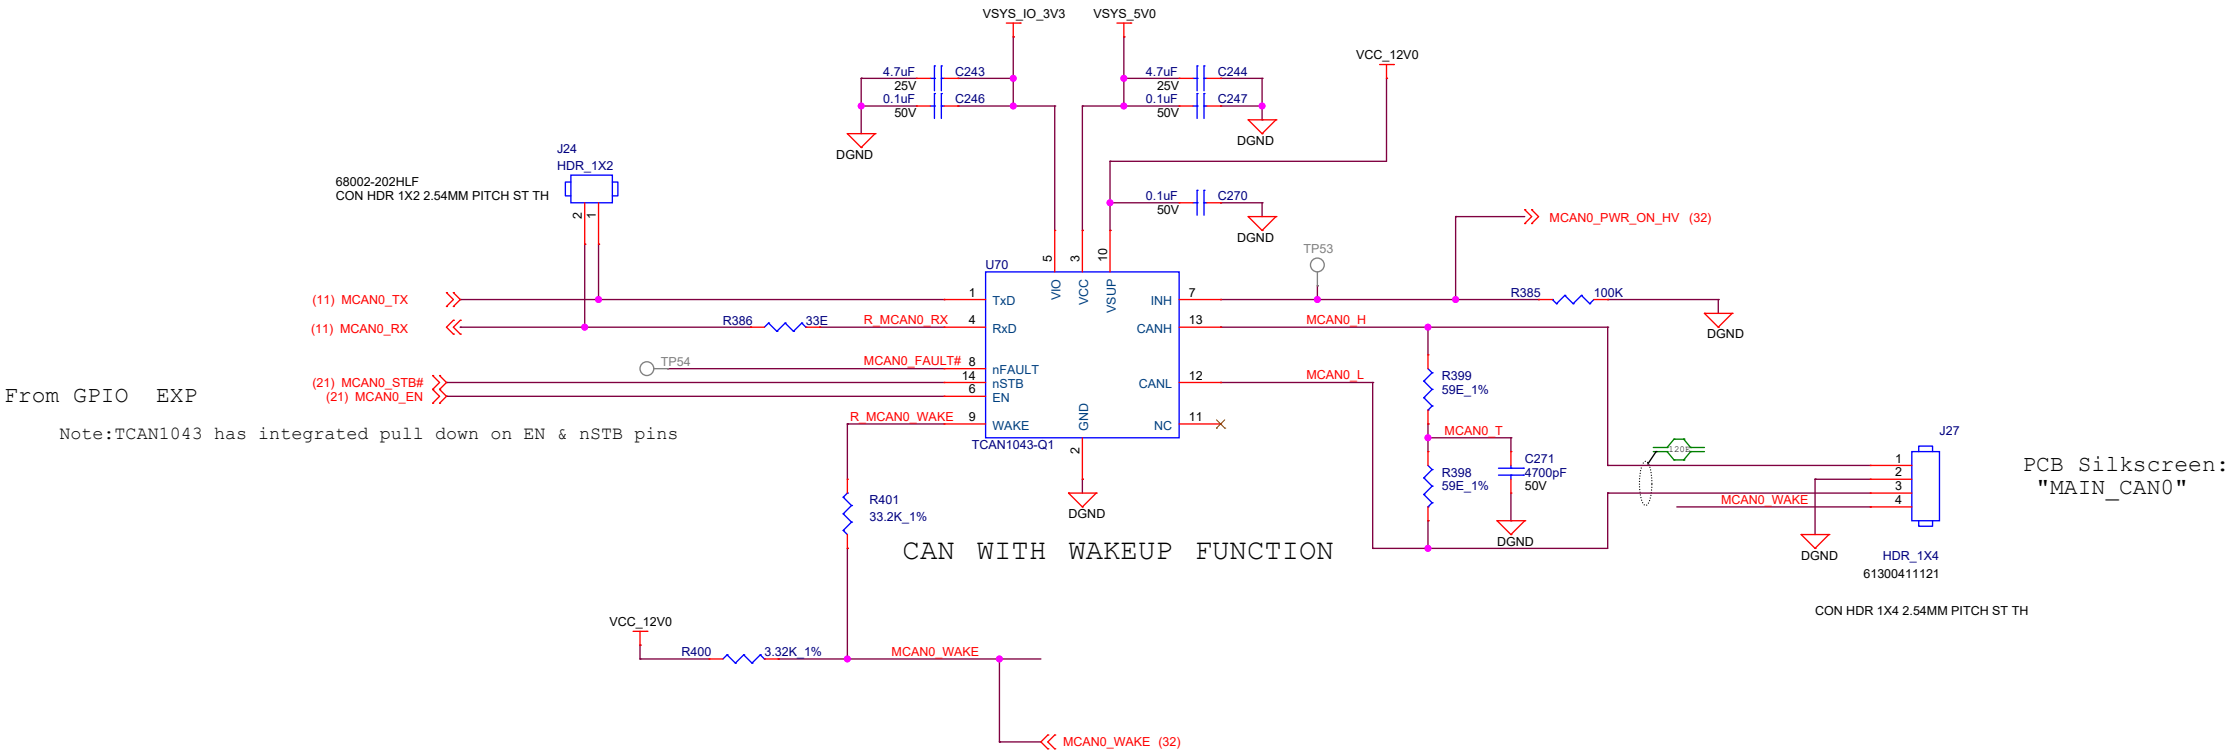 VSYS_IO_3V3
VSYS_5V0
VCC_12V0
4.7uF
C243
25V
0.1uF
C246
50V
DGND
4.7uF
C244
25V
0.1uF
C247
50V
DGND
J24
HDR_1X2
68002-202HLF
CON HDR 1X2 2.54MM PITCH ST TH
2
1
0.1uF
C270
50V
DGND
MCAN0_PWR_ON_HV (32)
TP53
U70
5
3
10
VIO
VCC
VSUP
(11) MCAN0_TX
1
TxD
INH
7
R385
100K
DGND
(11) MCAN0_RX
R386
33E
R_MCAN0_RX
4
RxD
CANH
13
MCAN0_H
TP54
MCAN0_FAULT#
8
nFAULT
(21) MCAN0_STB#
14
nSTB
CANL
12
MCAN0_L
From GPIO EXP
(21) MCAN0_EN
6
EN
R399
59E_1%
Note:TCAN1043 has integrated pull down on EN & nSTB pins
R_MCAN0_WAKE
9
WAKE
GND
NC
11
TCAN1043-Q1
2
DGND
MCAN0_T
R398
59E_1%
C271
4700pF
50V
DGND
120E
J27
1
2
3
4
MCAN0_WAKE
DGND
HDR_1X4
61300411121
CON HDR 1X4 2.54MM PITCH ST TH
PCB Silkscreen:
"MAIN_CAN0"
R401
33.2K_1%
CAN WITH WAKEUP FUNCTION
VCC_12V0
R400
3.32K_1%
MCAN0_WAKE
MCAN0_WAKE (32)